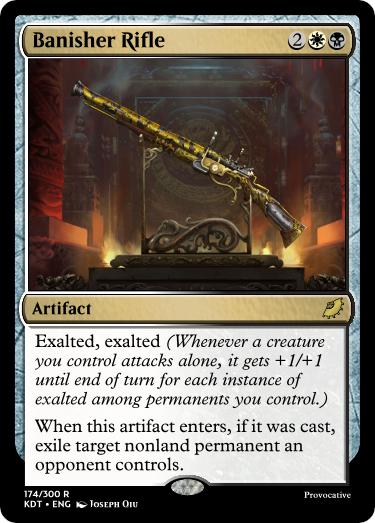 Banisher Rifle 2
Artifact
Exalted, exalted (Whenever a creature
you control attacks alone, it gets +1/+1
until end of turn for each instance of
exalted among permanents you control.)
When this artifact enters, if it was cast,
exile target nonland permanent an
opponent controls.
174/300 R
KDT • ENG Joseph Oiu
Provocative